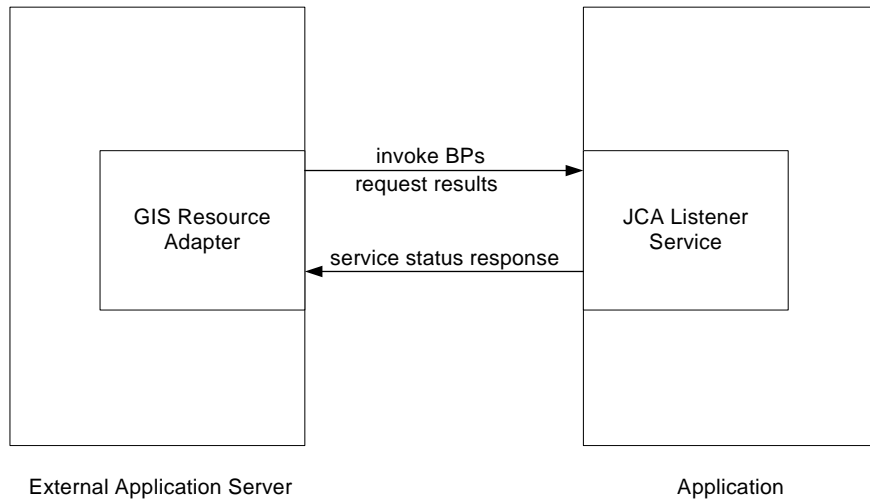 invoke BPs
request results
GIS Resource
Adapter
JCA Listener
Service
service status response
External Application Server
Application